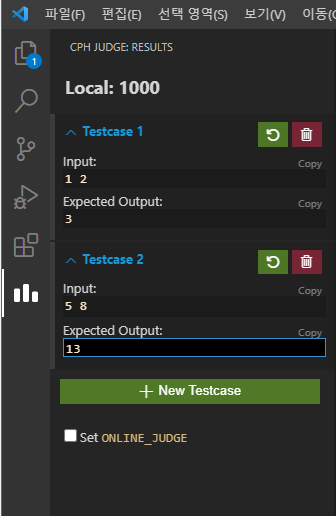 파일(F) 편집(E) 선택 영역(S) 보기(V) 이동(G
CPH JUDGE: RESULTS
1
Local: 1000
Testcase 1
Input:
Copy
1 2
Expected Output:
Copy
3
Testcase 2
Input:
Copy
5 8
Expected Output:
Copy
13
+ New Testcase
Set ONLINE_JUDGE